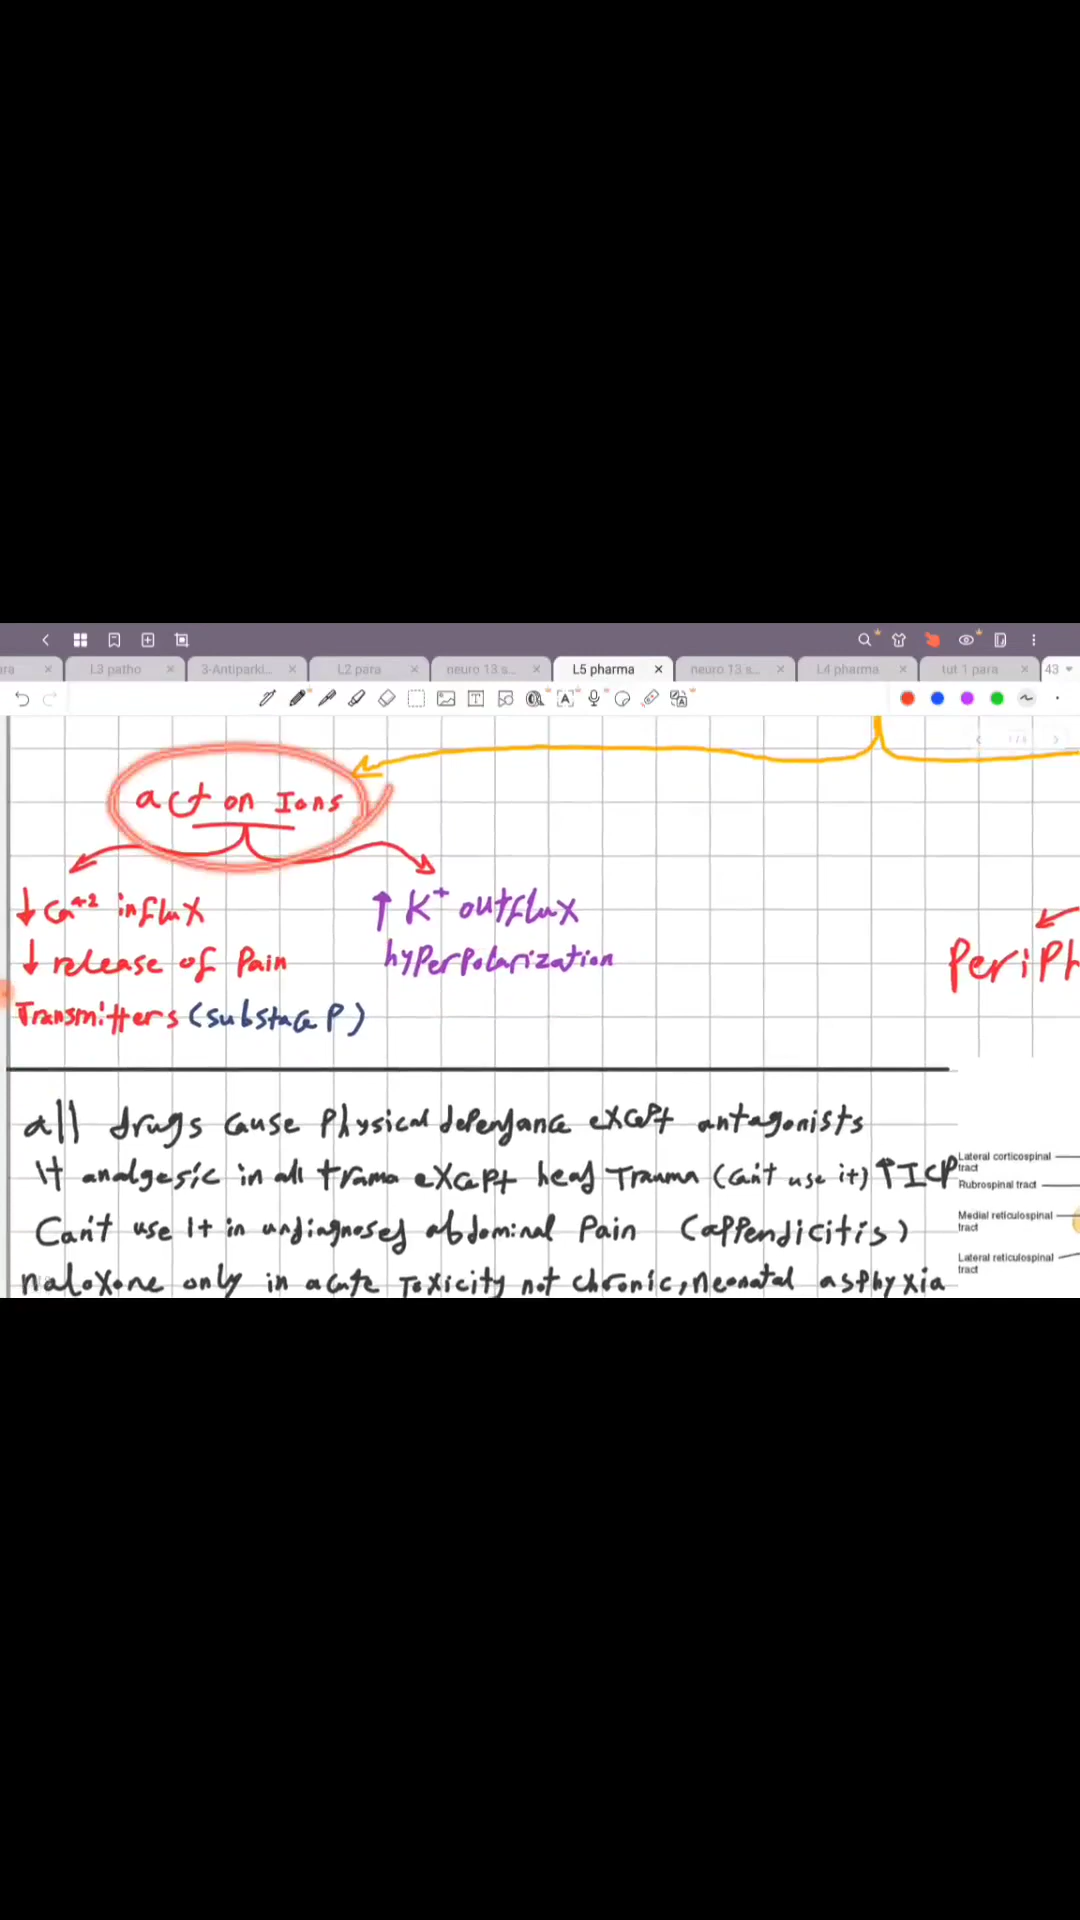 ara × L3 patho × 3-Antiparki... × L2 para × neuro 13 s... × L5 pharma × neuro 13 s... × L4 pharma × tut 1 para × 43
act on Ions
↓ Ca+2 influx
↓ release of Pain
Transmitters (substace P)
↑ K+ outflux
hyperpolarization
PeriPh
all drugs cause Physical dependance except antagonists
It analgesic in all trama except head Trauma (can't use it) ↑ICP
Can't use It in undiagnosed abdominal Pain (appendicitis)
naloxone only in acute Toxicity not chronic, neonatal asphyxia
Lateral corticospinal
tract
Rubrospinal tract
Medial reticulospinal
tract
Lateral reticulospinal
tract